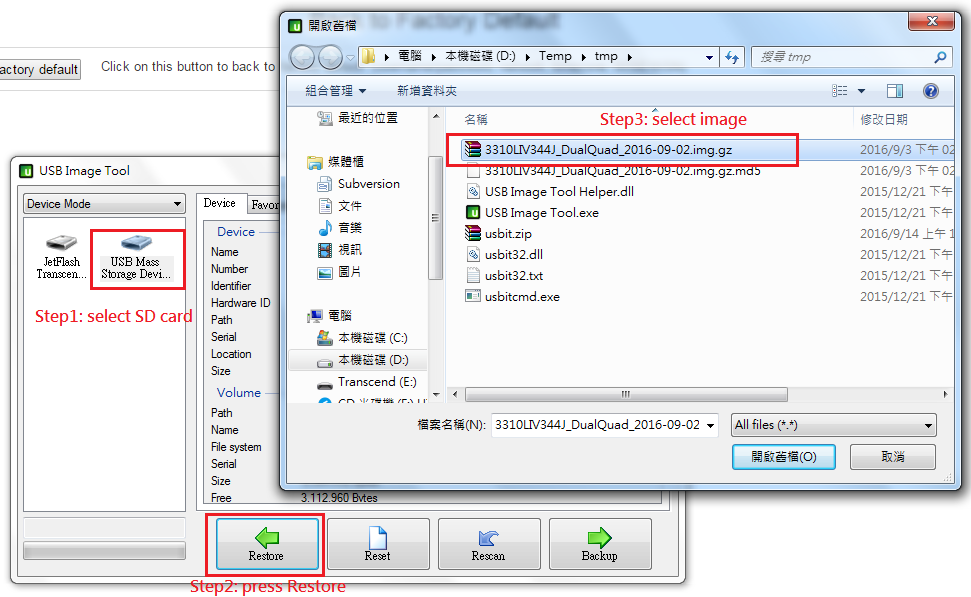 to Factory Default
actory default
Click on this button to back to
開啟舊檔
電腦 本機磁碟 (D:) Temp tmp
搜尋 tmp
組合管理 新增資料夾
最近的位置
媒體櫃
Subversion
文件
音樂
視訊
圖片
電腦
本機磁碟 (C:)
本機磁碟 (D:)
Transcend (E:)
名稱 修改日期
Step3: select image
3310LIV344J_DualQuad_2016-09-02.img.gz 2016/9/3 下午 02
3310LIV344J_DualQuad_2016-09-02.img.gz.md5 2016/9/3 下午 02
USB Image Tool Helper.dll 2015/12/21 下午
USB Image Tool.exe 2015/12/21 下午
usbit.zip 2016/9/14 上午 1
usbit32.dll 2015/12/21 下午
usbit32.txt 2015/12/21 下午
usbitcmd.exe 2015/12/21 下午
檔案名稱(N): 3310LIV344J_DualQuad_2016-09-02 All files (*.*)
開啟舊檔(O) 取消
USB Image Tool
Device Mode
JetFlash
Transcen...
USB Mass
Storage Devi...
Step1: select SD card
Device Favor
Device
Name
Number
Identifier
Hardware ID
Path
Serial
Location
Size
Volume
Path
Name
File system
Serial
Size
Free 3.112.960 Bytes
Restore Reset Rescan Backup
Step2: press Restore